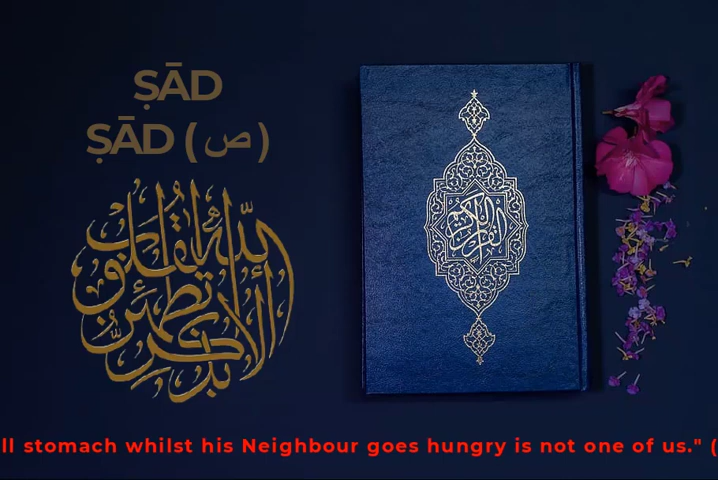 ṢĀD
ṢĀD (ص)
ألا بذكر الله تطمئن القلوب
القرآن الكريم
ll stomach whilst his Neighbour goes hungry is not one of us." (